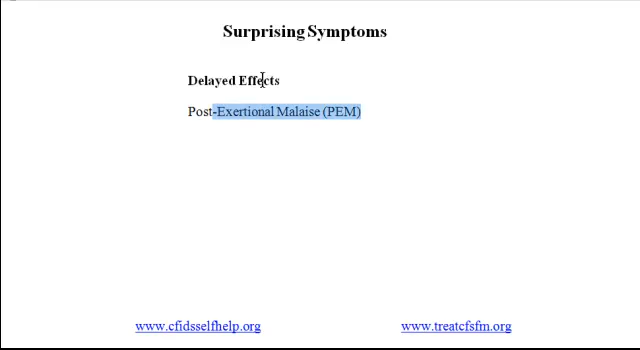 Surprising Symptoms
Delayed Effects
Post-Exertional Malaise (PEM)
www.cfidsselfhelp.org
www.treatcfsfm.org